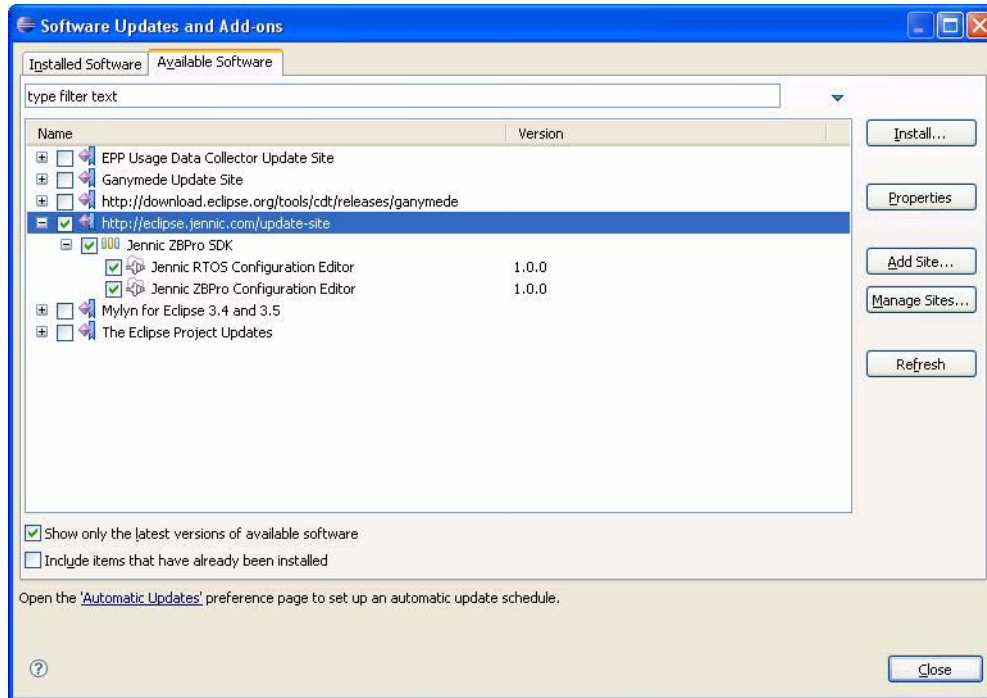 Software Updates and Add-ons
Installed Software Available Software
type filter text
Name Version
EPP Usage Data Collector Update Site
Ganymede Update Site
http://download.eclipse.org/tools/cdt/releases/ganymede
http://eclipse.jennic.com/update-site
Jennic ZBPro SDK
Jennic RTOS Configuration Editor 1.0.0
Jennic ZBPro Configuration Editor 1.0.0
Mylyn for Eclipse 3.4 and 3.5
The Eclipse Project Updates
Install...
Properties
Add Site...
Manage Sites...
Refresh
Show only the latest versions of available software
Include items that have already been installed
Open the 'Automatic Updates' preference page to set up an automatic update schedule.
?
Close